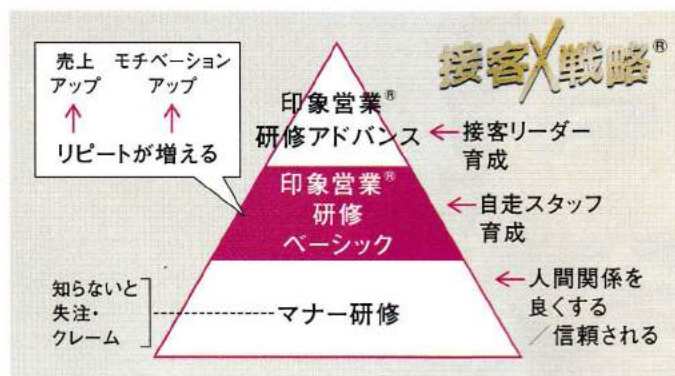 接客X戦略®
売上 モチベーション
アップ アップ
リピートが増える
印象営業®
研修アドバンス
←接客リーダー
育成
印象営業®
研修
ベーシック
←自走スタッフ
育成
知らないと
失注・
クレーム
マナー研修
←人間関係を
良くする
/信頼される